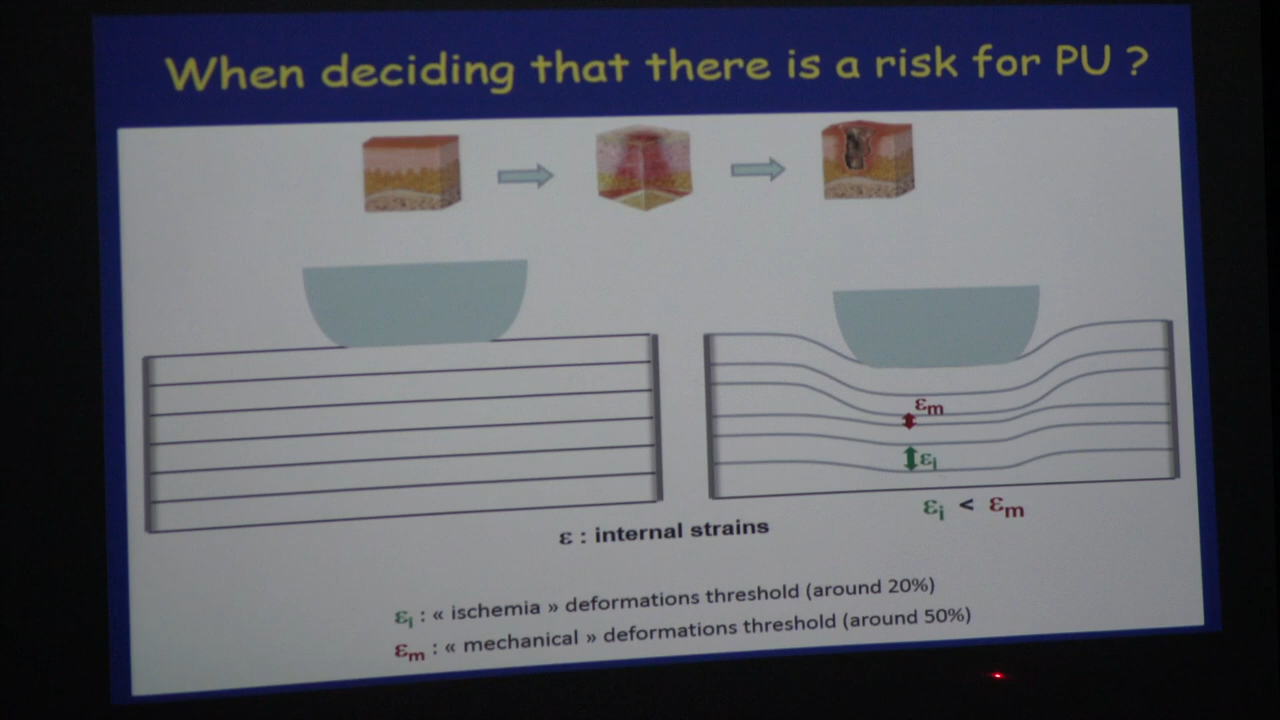 When deciding that there is a risk for PU ?
εm
εi
εi < εm
ε : internal strains
εi : « ischemia » deformations threshold (around 20%)
εm : « mechanical » deformations threshold (around 50%)